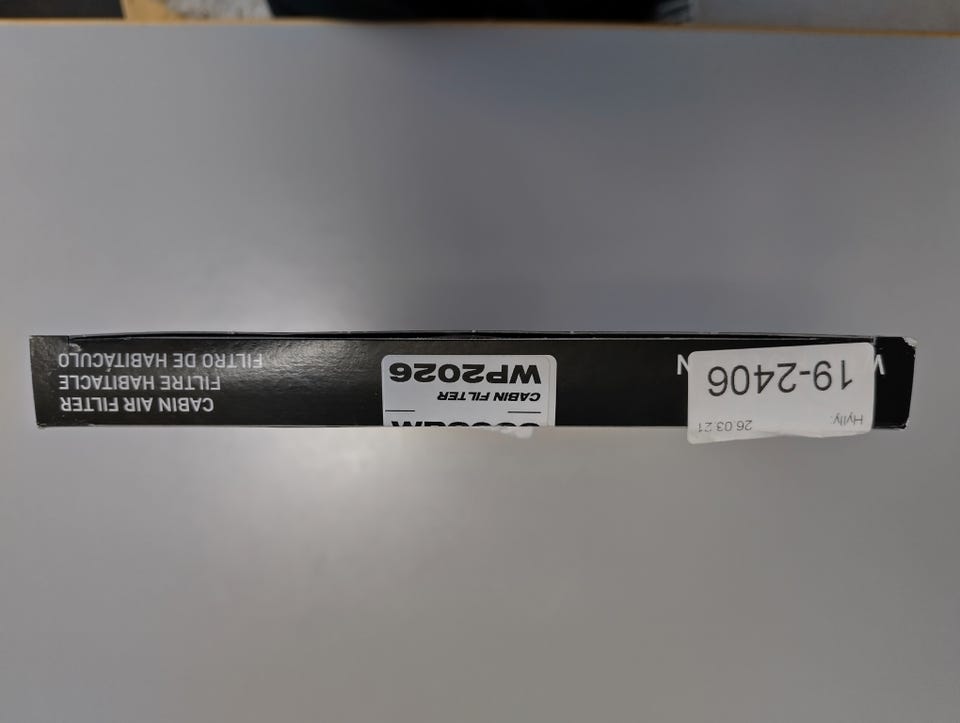 Hylly:
26.03.21
19-2406
CABIN FILTER
WP2026
CABIN AIR FILTER
FILTRE HABITACLE
FILTRO DE HABITÁCULO